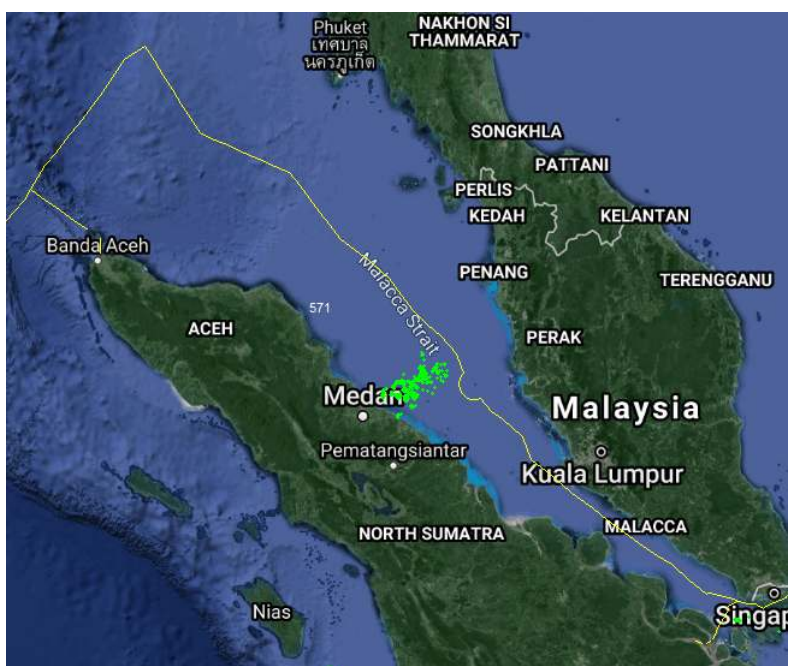 Phuket
เทศบาล
นครภูเก็ต
NAKHON SI
THAMMARAT
SONGKHLA
PATTANI
PERLIS
KEDAH
KELANTAN
Banda Aceh
PENANG
TERENGGANU
Malacca Strait
571
ACEH
PERAK
Medan
Malaysia
Pematangsiantar
Kuala Lumpur
NORTH SUMATRA
MALACCA
Nias
Singap